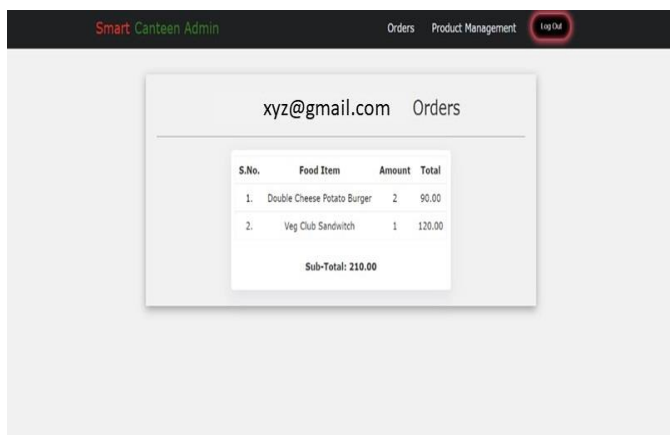 Smart Canteen Admin Orders Product Management Log Out
xyz@gmail.com Orders
S.No. Food Item Amount Total
1. Double Cheese Potato Burger 2 90.00
2. Veg Club Sandwitch 1 120.00
Sub-Total: 210.00